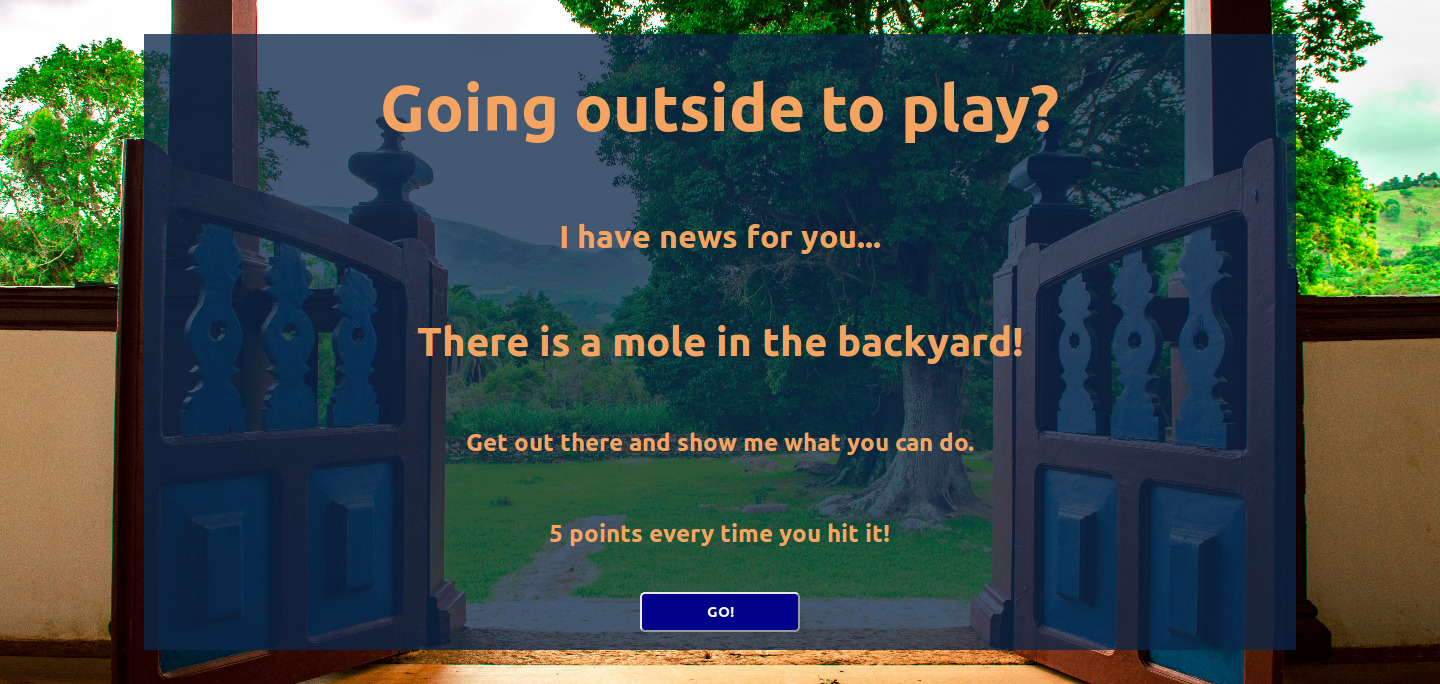 Going outside to play?
I have news for you...
There is a mole in the backyard!
Get out there and show me what you can do.
5 points every time you hit it!
GO!